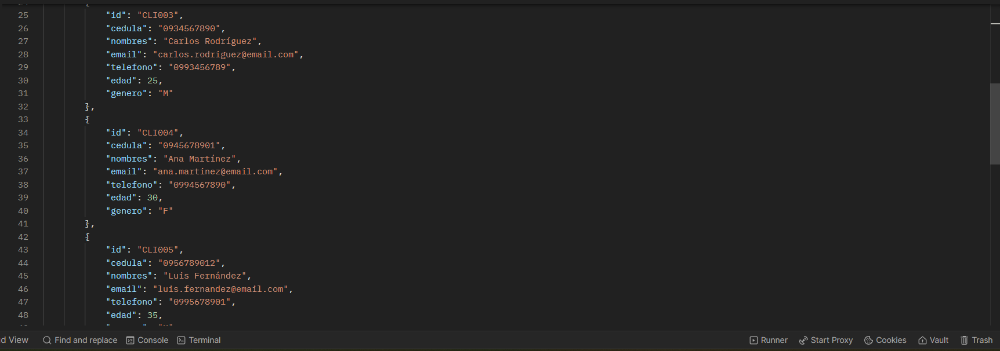 25 "id": "CLI003",
26 "cedula": "0934567890",
27 "nombres": "Carlos Rodríguez",
28 "email": "carlos.rodriguez@email.com",
29 "telefono": "0993456789",
30 "edad": 25,
31 "genero": "M"
32 },
33 {
34 "id": "CLI004",
35 "cedula": "0945678901",
36 "nombres": "Ana Martínez",
37 "email": "ana.martinez@email.com",
38 "telefono": "0994567890",
39 "edad": 30,
40 "genero": "F"
41 },
42 {
43 "id": "CLI005",
44 "cedula": "0956789012",
45 "nombres": "Luis Fernández",
46 "email": "luis.fernandez@email.com",
47 "telefono": "0995678901",
48 "edad": 35,
d View Find and replace Console Terminal Runner Start Proxy Cookies Vault Trash